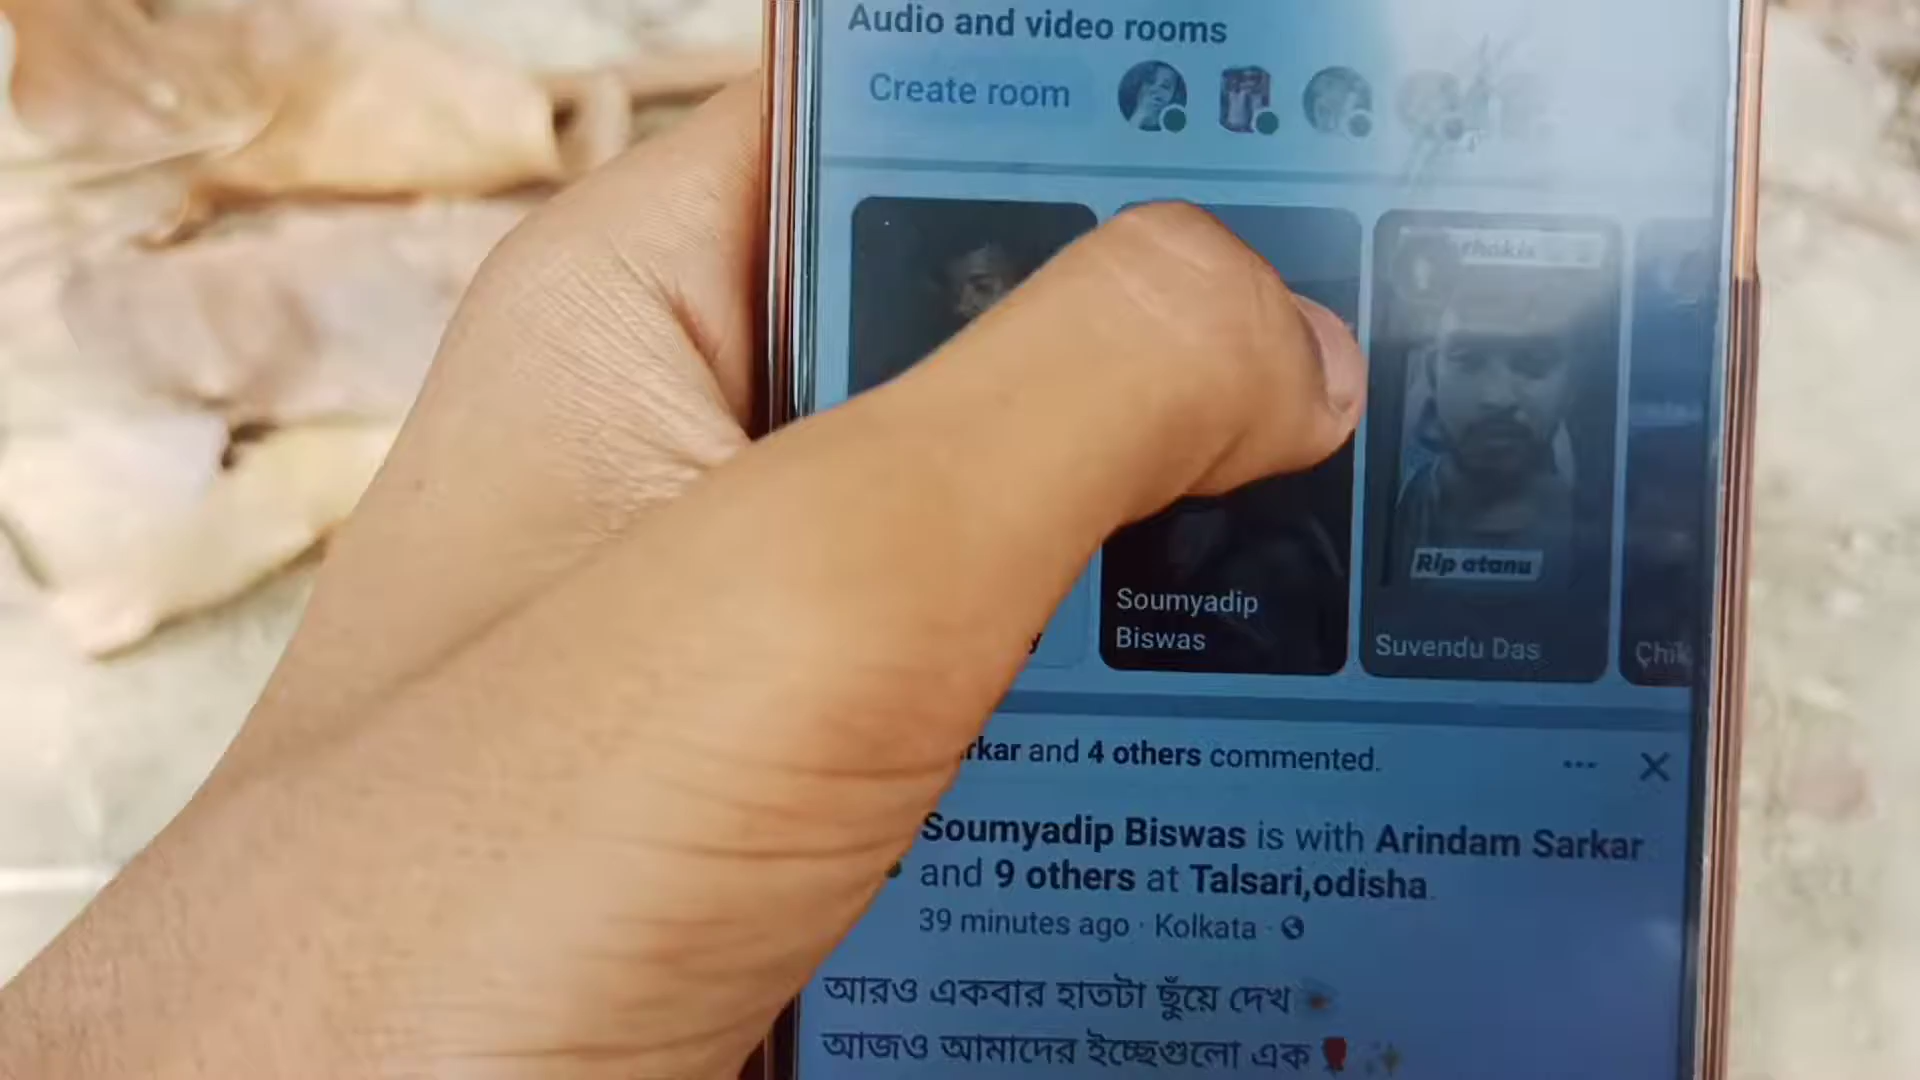 Audio and video rooms
Create room
Rip atanu
Soumyadip
Biswas
Suvendu Das
and 4 others commented.
Soumyadip Biswas is with Arindam Sarkar
and 9 others at Talsari,odisha.
39 minutes ago · Kolkata ·
আরও একবার হাতটা ছুঁয়ে দেখ
আজও আমাদের ইচ্ছেগুলো এক